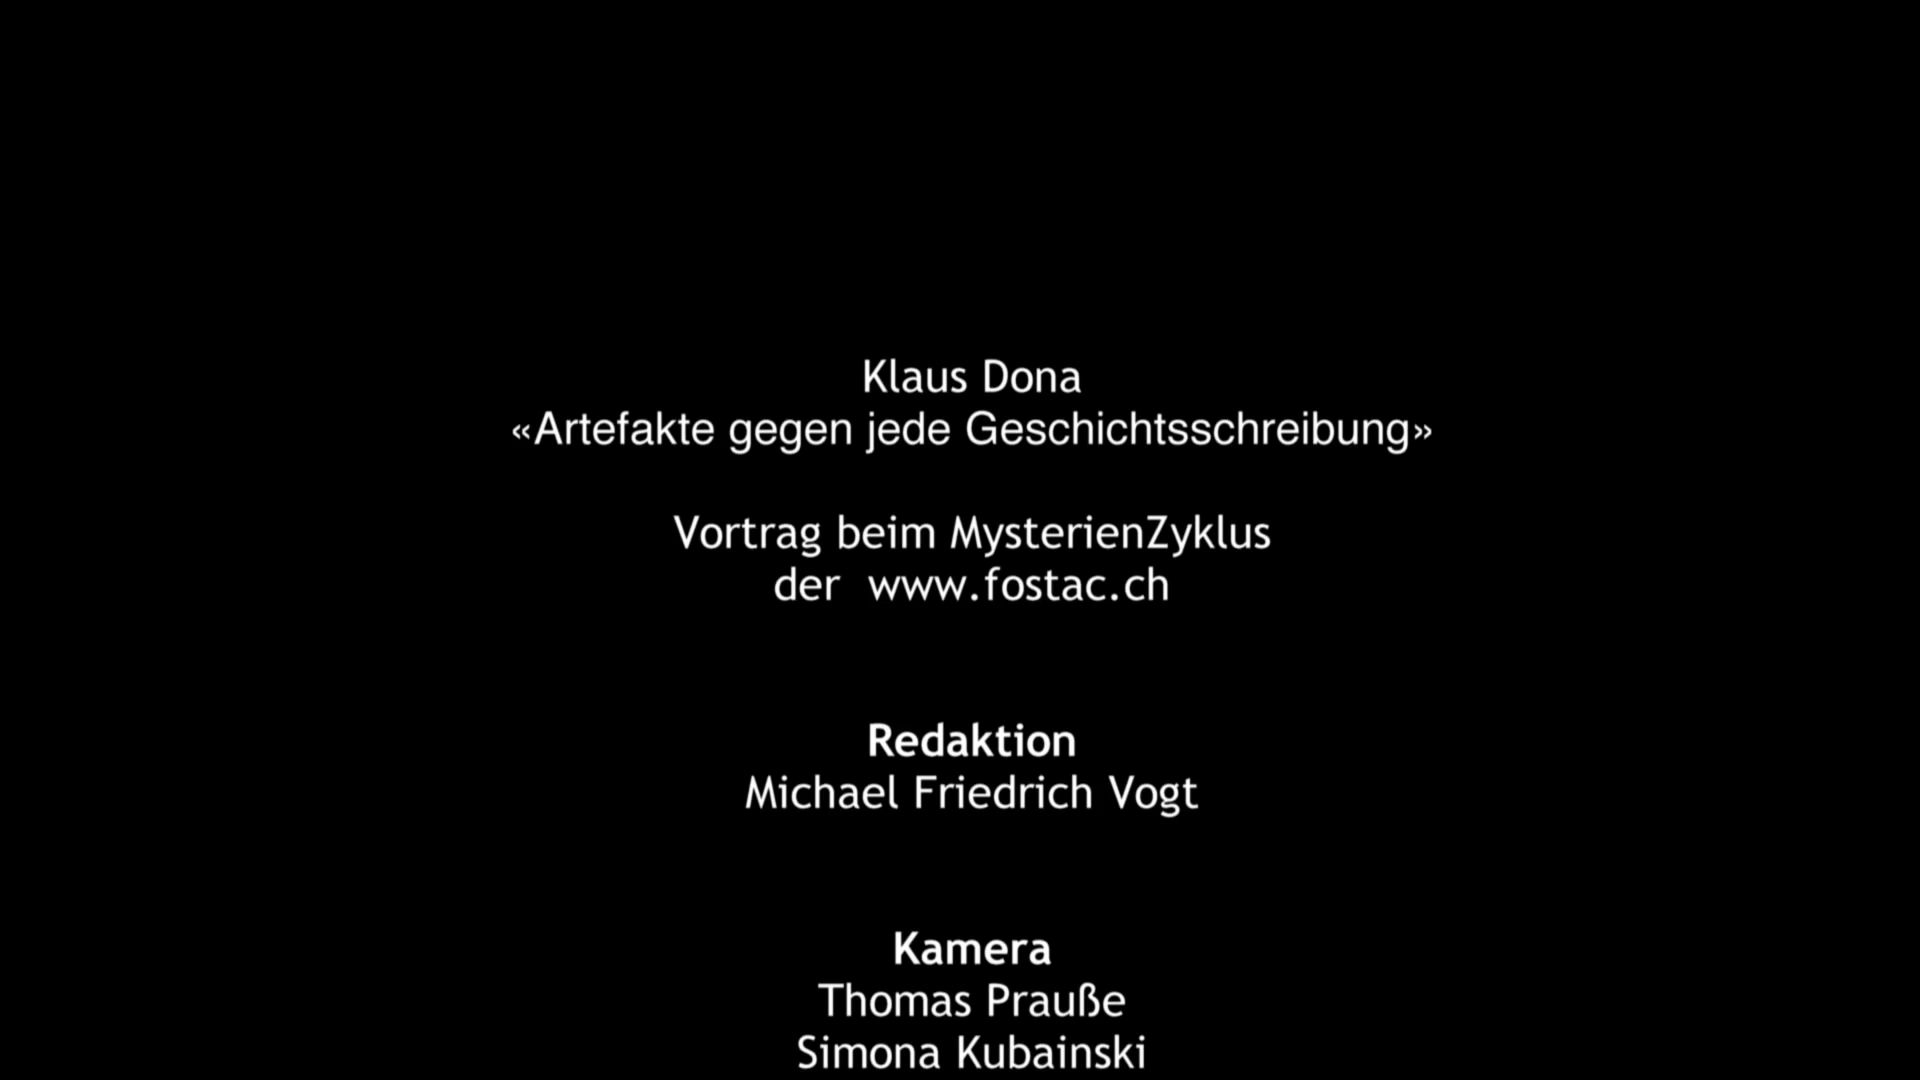 Klaus Dona
«Artefakte gegen jede Geschichtsschreibung»
Vortrag beim MysterienZyklus
der www.fostac.ch
Redaktion
Michael Friedrich Vogt
Kamera
Thomas Prauße
Simona Kubainski